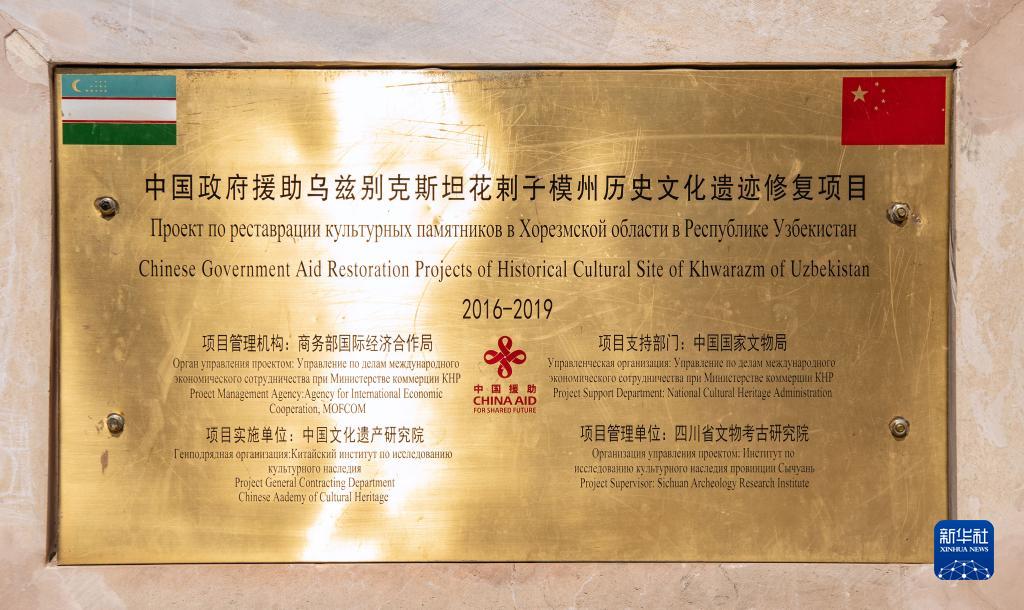 中国政府援助乌兹别克斯坦花剌子模州历史文化遗迹修复项目
Проект по реставрации культурных памятников в Хорезмской области в Республике Узбекистан
Chinese Government Aid Restoration Projects of Historical Cultural Site of Khwarazm of Uzbekistan
2016-2019
项目管理机构：商务部国际经济合作局
Орган управления проектом: Управление по делам международного
экономического сотрудничества при Министерстве коммерции КНР
Proect Management Agency:Agency for International Economic
Cooperation, MOFCOM
中国援助
CHINA AID
FOR SHARED FUTURE
项目支持部门：中国国家文物局
Управленческая организация: Управление по делам международного
экономического сотрудничества при Министерстве коммерции КНР
Project Support Department: National Cultural Heritage Administration
项目实施单位：中国文化遗产研究院
Генподрядная организация:Китайский институт по исследованию
культурного наследия
Project General Contracting Department
Chinese Aademy of Cultural Heritage
项目管理单位：四川省文物考古研究院
Организация управления проектом: Институт по
исследованию культурного наследия провинции Сычуань
Project Supervisor: Sichuan Archeology Research Institute
新华社
XINHUA NEWS